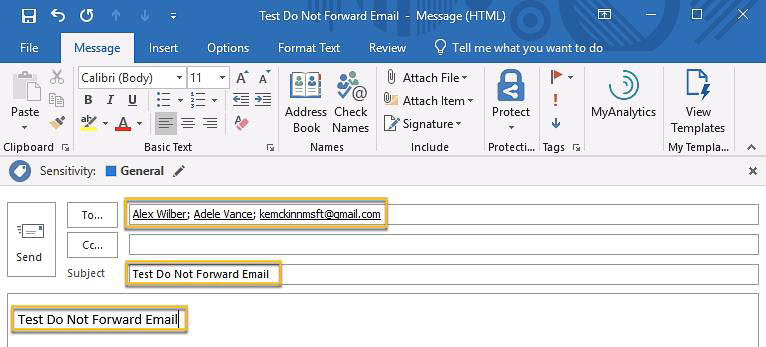 Test Do Not Forward Email - Message (HTML)
File Message Insert Options Format Text Review Tell me what you want to do
Calibri (Body) 11
Paste
B I U
Clipboard
Basic Text
Address Book
Check Names
Names
Attach File
Attach Item
Signature
Include
Protect
Protecti...
Tags
MyAnalytics
View Templates
My Templa...
Sensitivity: General
To... Alex Wilber; Adele Vance; kemckinnmsft@gmail.com
Cc...
Send
Subject Test Do Not Forward Email
Test Do Not Forward Email